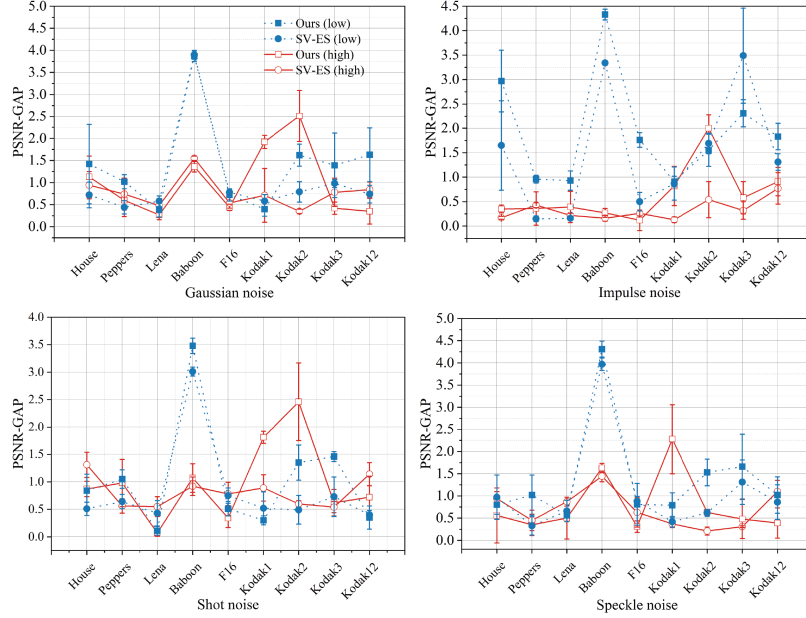 5.0
4.5
4.0
3.5
3.0
2.5
2.0
1.5
1.0
0.5
0.0
PSNR-GAP
Ours (low)
SV-ES (low)
Ours (high)
SV-ES (high)
House
Peppers
Lena
Baboon
F16
Kodak1
Kodak2
Kodak3
Kodak12
Gaussian noise
4.5
4.0
3.5
3.0
2.5
2.0
1.5
1.0
0.5
0.0
PSNR-GAP
House
Peppers
Lena
Baboon
F16
Kodak1
Kodak2
Kodak3
Kodak12
Impulse noise
4.0
3.5
3.0
2.5
2.0
1.5
1.0
0.5
0.0
PSNR-GAP
House
Peppers
Lena
Baboon
F16
Kodak1
Kodak2
Kodak3
Kodak12
Shot noise
5.0
4.5
4.0
3.5
3.0
2.5
2.0
1.5
1.0
0.5
0.0
PSNR-GAP
House
Peppers
Lena
Baboon
F16
Kodak1
Kodak2
Kodak3
Kodak12
Speckle noise